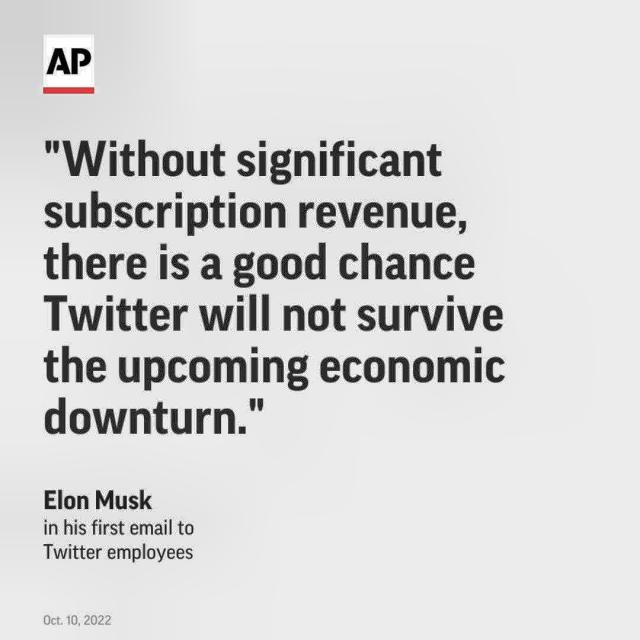 AP
"Without significant
subscription revenue,
there is a good chance
Twitter will not survive
the upcoming economic
downturn."
Elon Musk
in his first email to
Twitter employees
Oct. 10, 2022